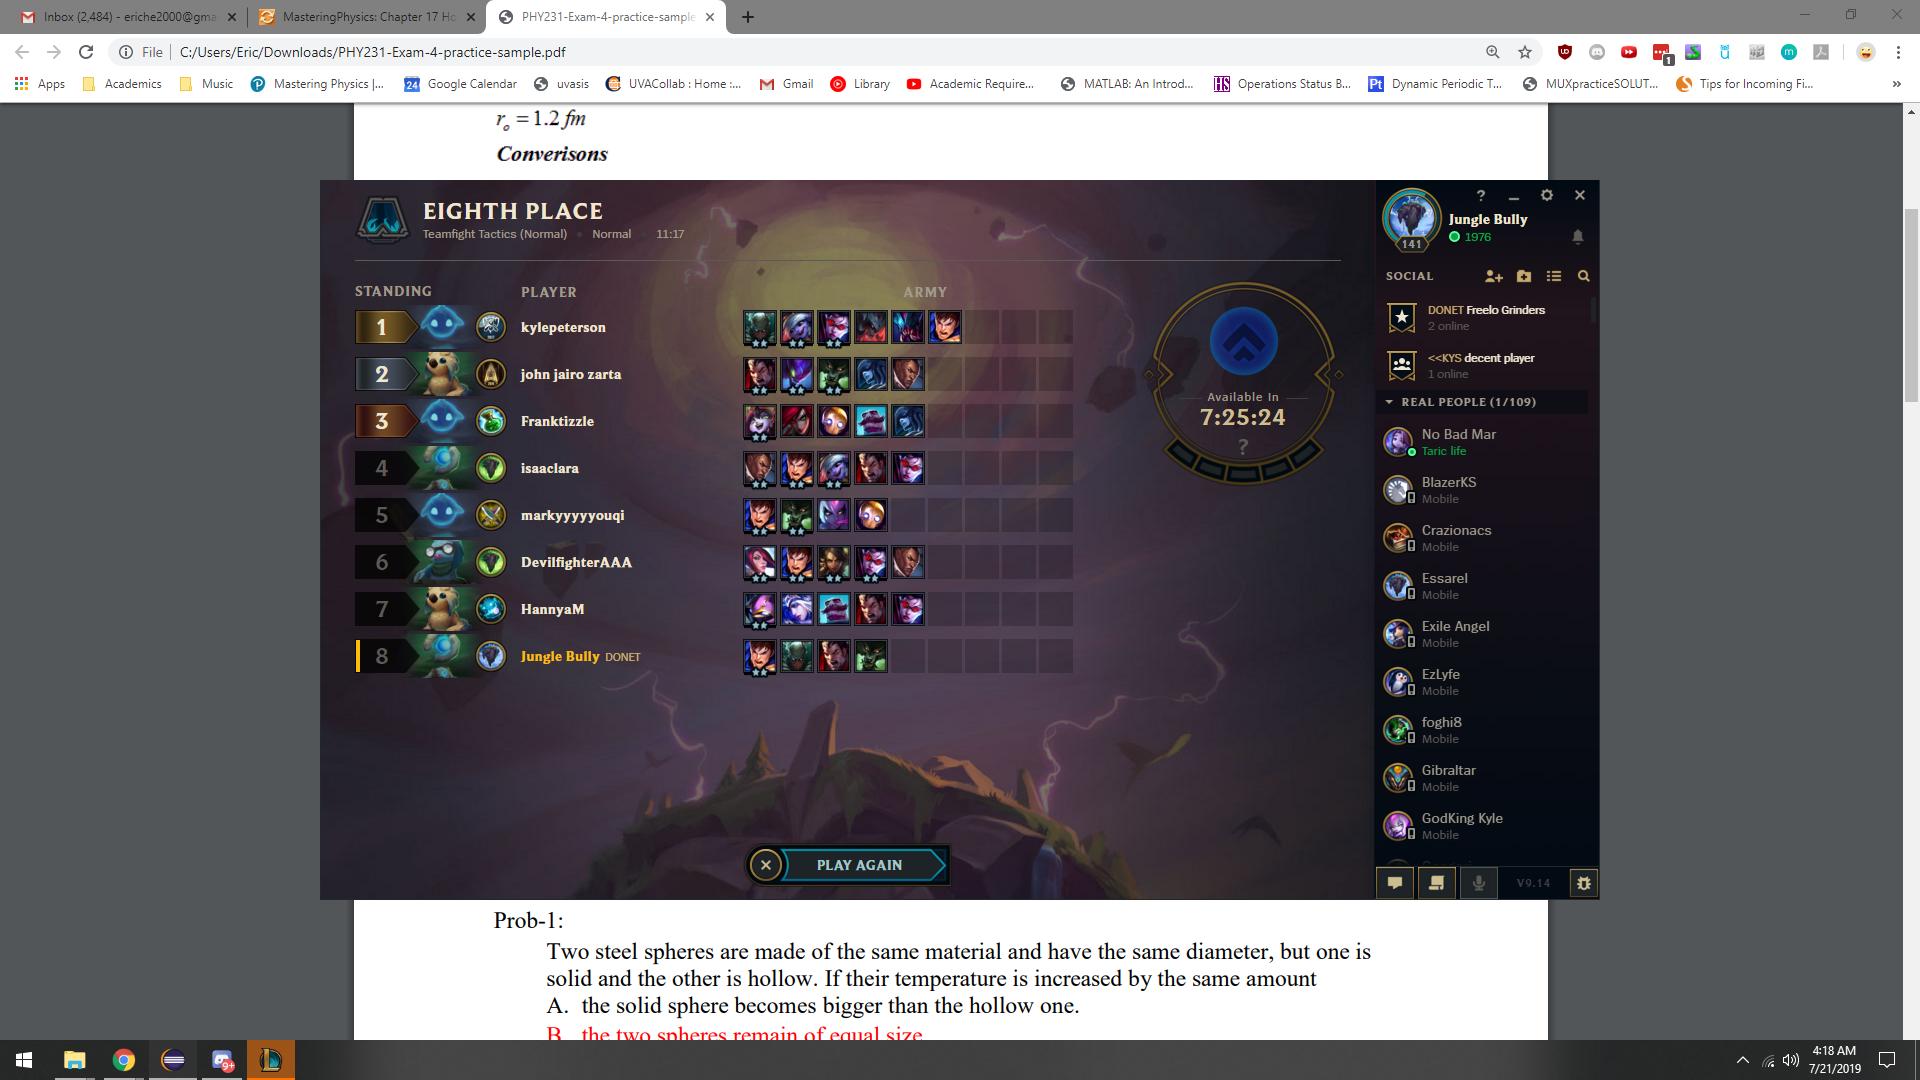 Inbox (2,484) - eriche2000@gma
MasteringPhysics: Chapter 17 Ho
PHY231-Exam-4-practice-sample
File
C:/Users/Eric/Downloads/PHY231-Exam-4-practice-sample.pdf
1
Apps
Academics
Music
Mastering Physics |...
24
Google Calendar
uvasis
UVACollab : Home :...
Gmail
Library
Academic Require...
MATLAB: An Introd...
HS
Operations Status B...
Pt
Dynamic Periodic T...
MUXpracticeSOLUT...
Tips for Incoming Fi...
»
rₒ = 1.2 fm
Converisons
EIGHTH PLACE
Teamfight Tactics (Normal) • Normal • 11:17
STANDING PLAYER ARMY
1 kylepeterson
2 john jairo zarta
3 Franktizzle
4 isaaclara
5 markyyyyyouqi
6 DevilfighterAAA
7 HannyaM
8 Jungle Bully DONET
Available In
7:25:24
?
PLAY AGAIN
?
Jungle Bully
1976
141
SOCIAL
DONET Freelo Grinders
2 online
<<KYS decent player
1 online
REAL PEOPLE (1/109)
No Bad Mar
Taric life
BlazerKS
Mobile
Crazionacs
Mobile
Essarel
Mobile
Exile Angel
Mobile
EzLyfe
Mobile
foghi8
Mobile
Gibraltar
Mobile
GodKing Kyle
Mobile
V9.14
Prob-1:
Two steel spheres are made of the same material and have the same diameter, but one is
solid and the other is hollow. If their temperature is increased by the same amount
A. the solid sphere becomes bigger than the hollow one.
B. the two spheres remain of equal size
9+
4:18 AM
7/21/2019